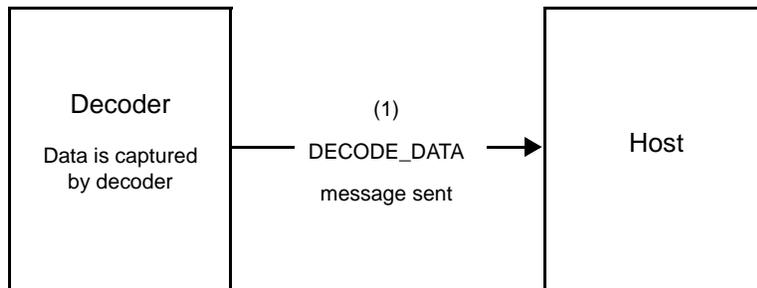 Decoder
Data is captured
by decoder
(1)
DECODE_DATA
message sent
Host